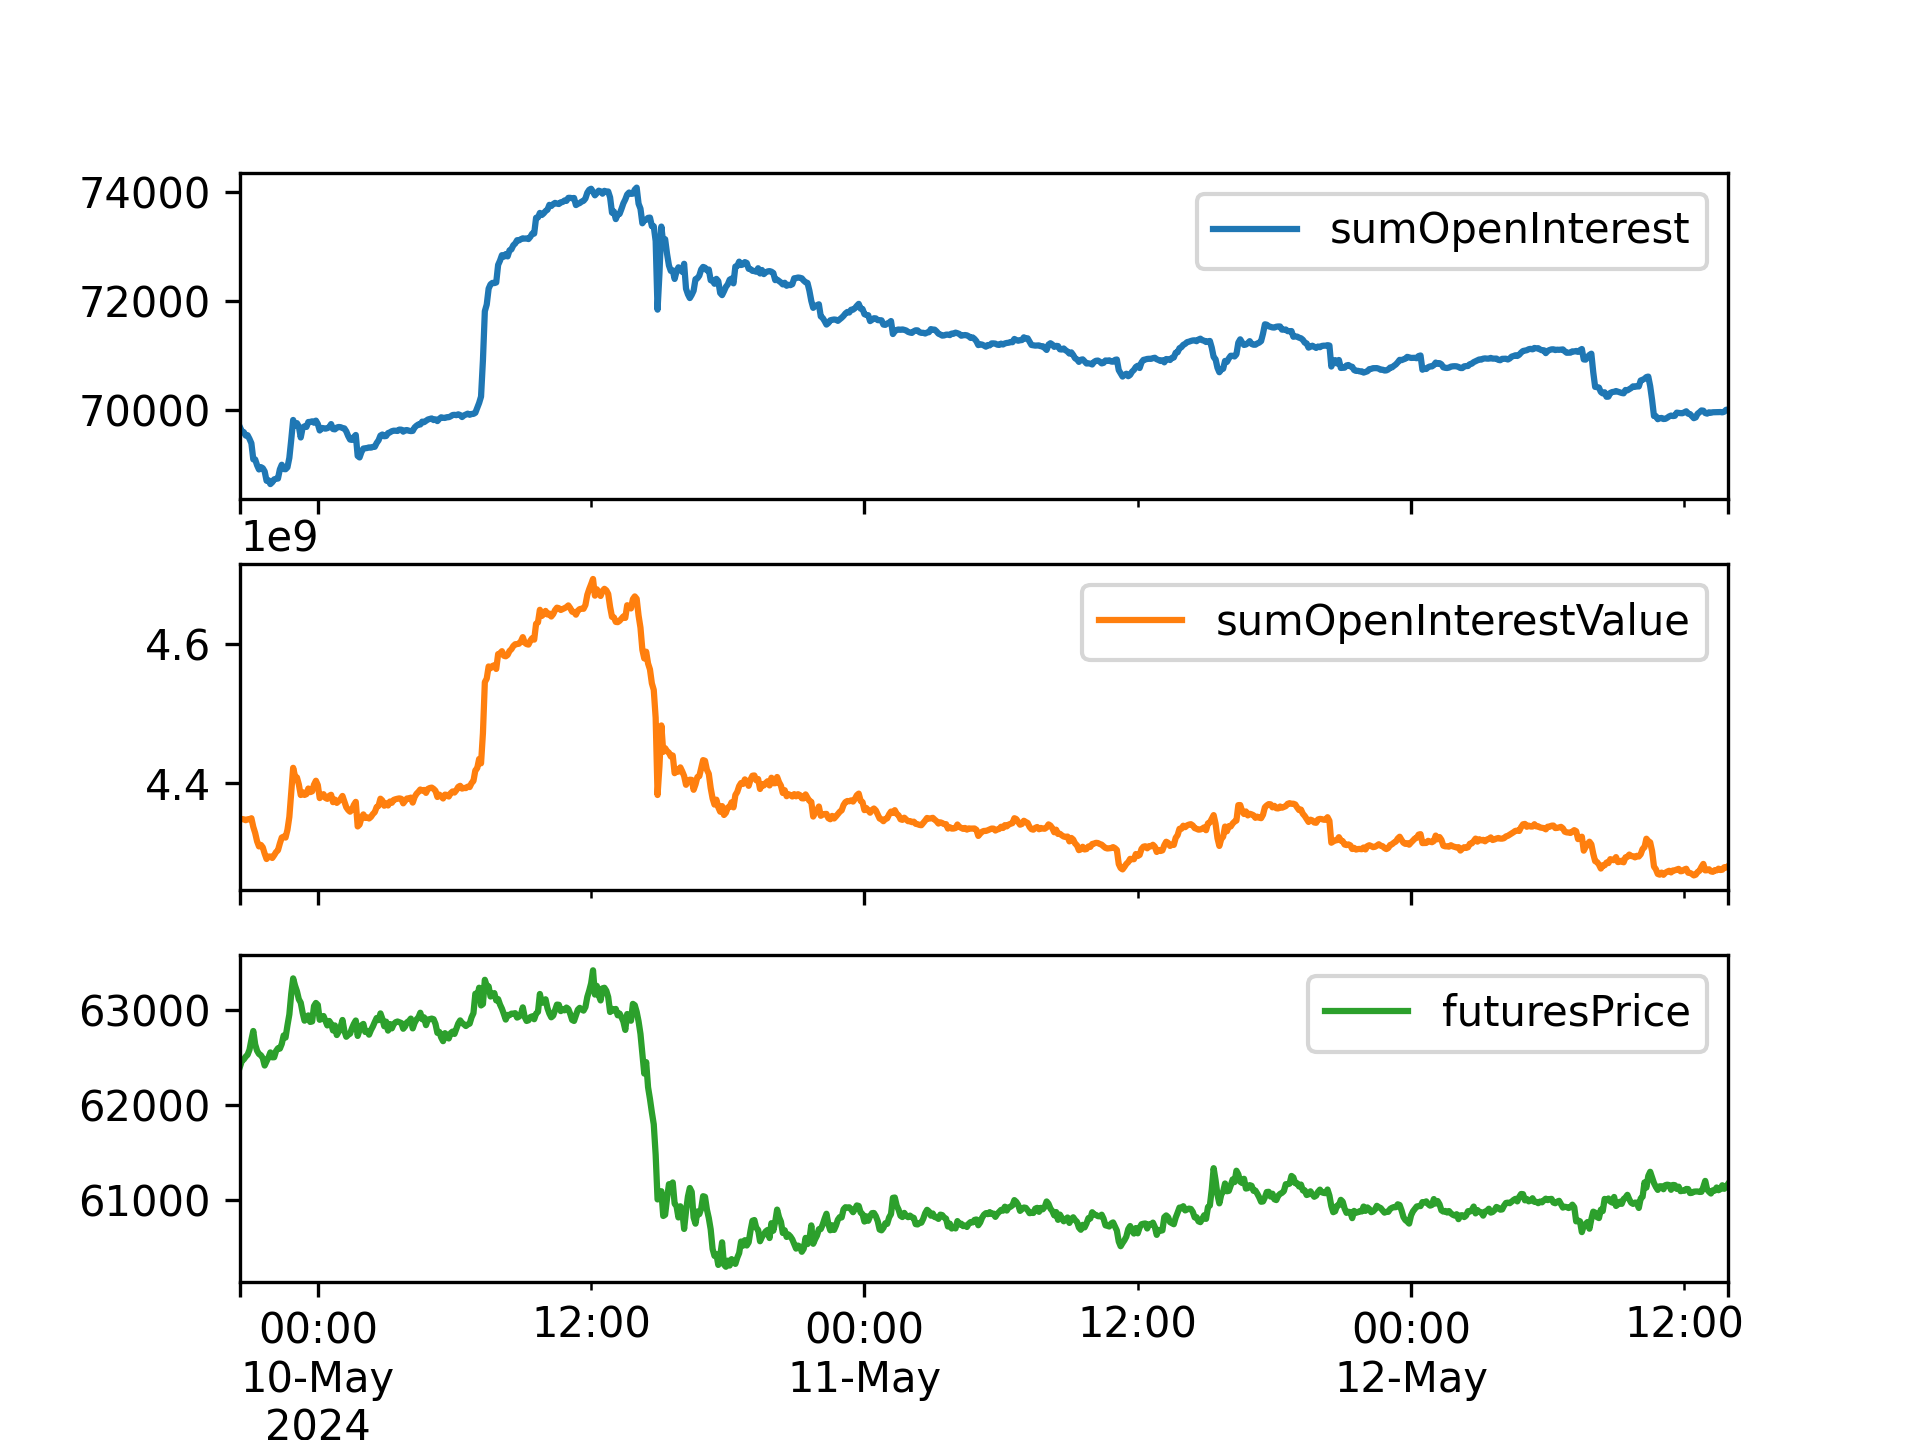 74000
72000
70000
sumOpenInterest
1e9
4.6
4.4
sumOpenInterestValue
63000
62000
61000
futuresPrice
00:00 12:00 00:00 12:00 00:00 12:00
10-May 11-May 12-May
2024